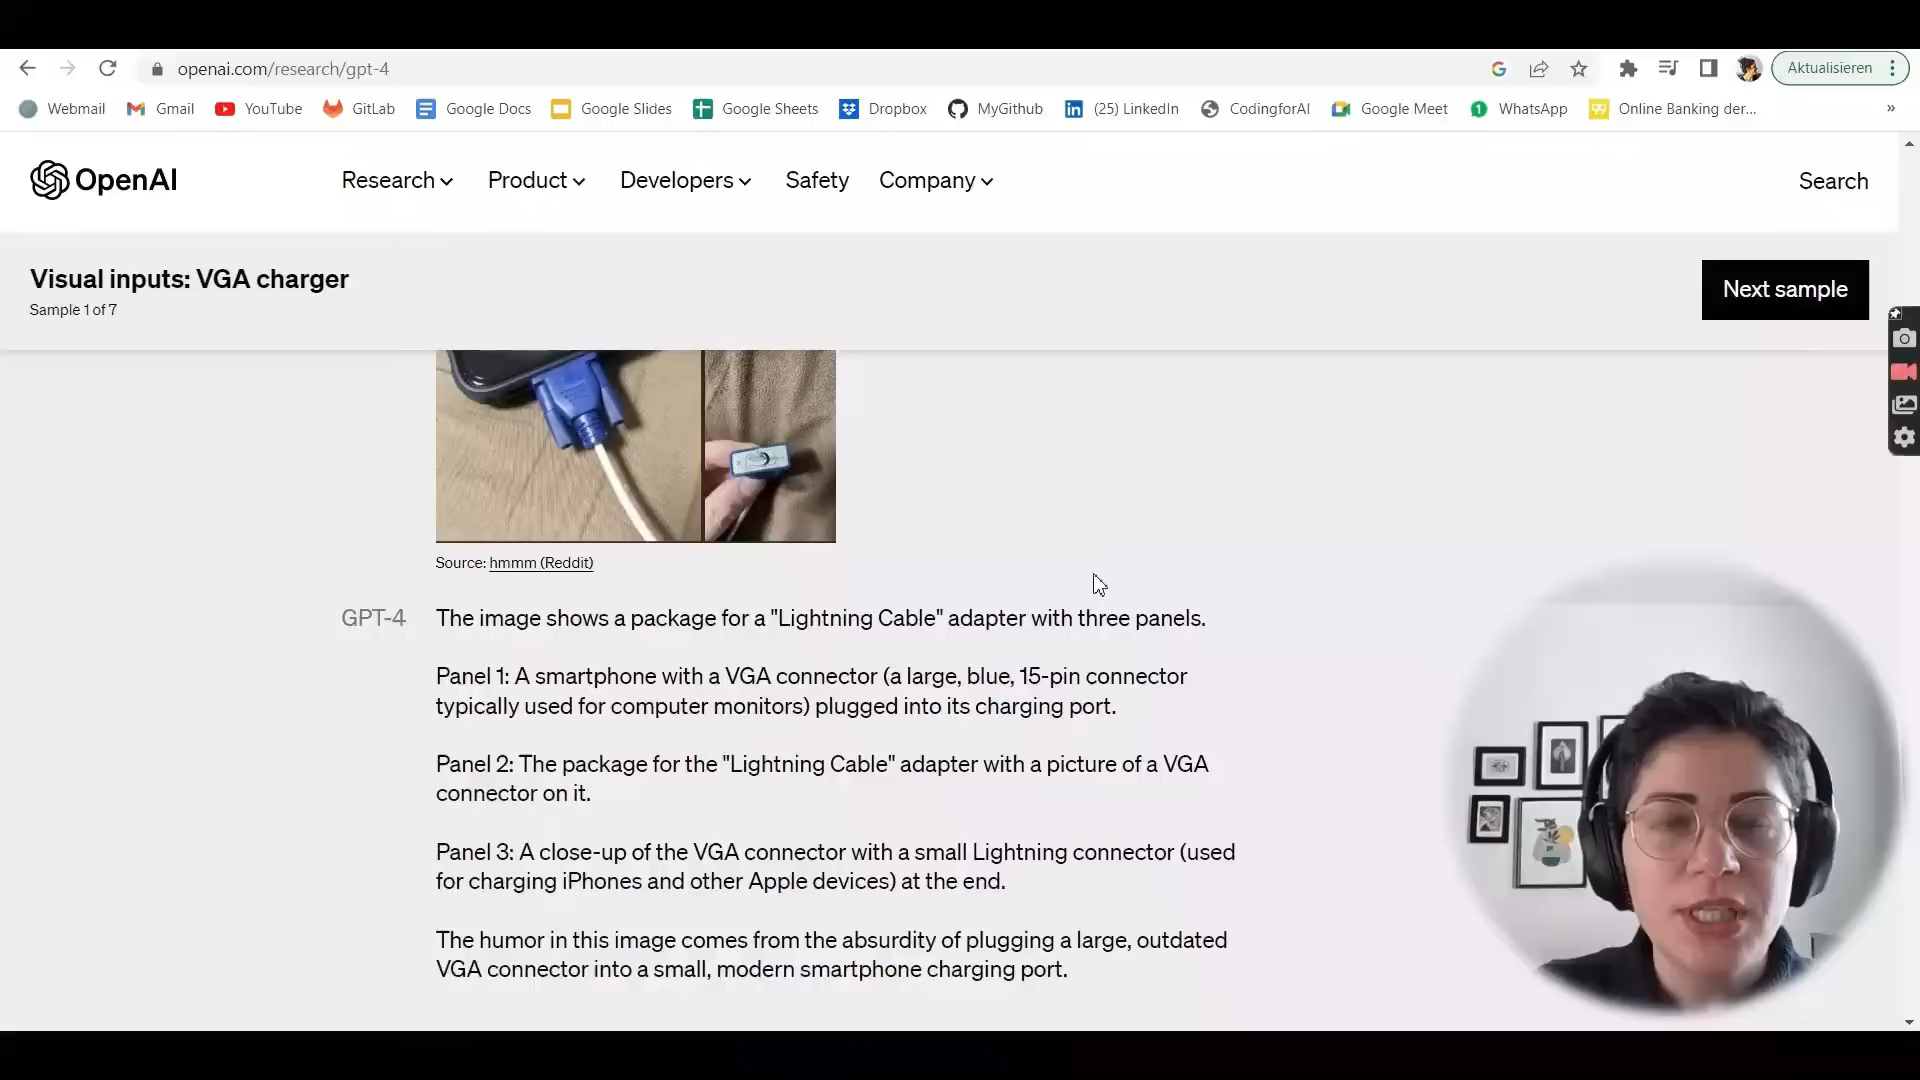 openai.com/research/gpt-4
Aktualisieren
Webmail Gmail YouTube GitLab Google Docs Google Slides Google Sheets Dropbox MyGithub (25) LinkedIn CodingforAI Google Meet WhatsApp Online Banking der... »
OpenAI
Research Product Developers Safety Company Search
Visual inputs: VGA charger
Sample 1 of 7
Next sample
Source: hmmm (Reddit)
GPT-4 The image shows a package for a "Lightning Cable" adapter with three panels.
Panel 1: A smartphone with a VGA connector (a large, blue, 15-pin connector
typically used for computer monitors) plugged into its charging port.
Panel 2: The package for the "Lightning Cable" adapter with a picture of a VGA
connector on it.
Panel 3: A close-up of the VGA connector with a small Lightning connector (used
for charging iPhones and other Apple devices) at the end.
The humor in this image comes from the absurdity of plugging a large, outdated
VGA connector into a small, modern smartphone charging port.